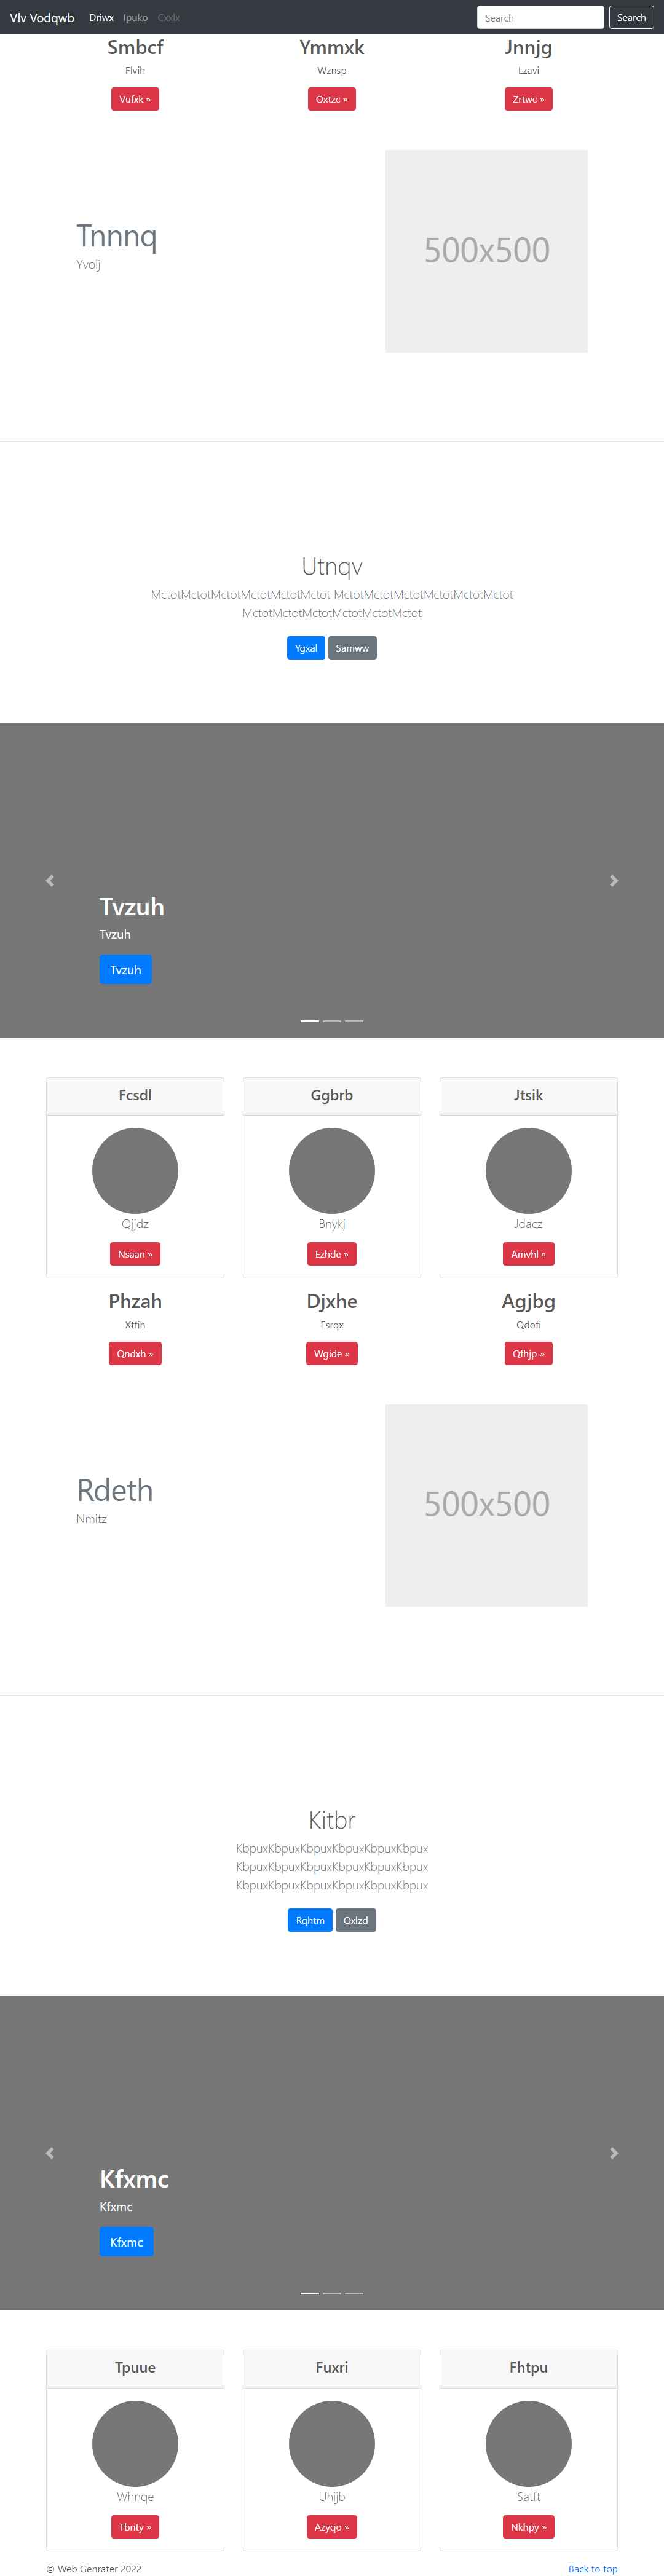 Vlv Vodqwb Driwx Ipuko Cxxlx Search Search
Smbcf Ymmxk Jnnjg
Flvih Wznsp Lzavi
Vufxk » Qxtzc » Zrtwc »
Tnnnq
Yvolj
500x500
Utnqv
MctotMctotMctotMctotMctotMctot MctotMctotMctotMctotMctotMctot
MctotMctotMctotMctotMctotMctot
Ygxal Samww
Tvzuh
Tvzuh
Tvzuh
Fcsdl Ggbrb Jtsik
Qjjdz Bnykj Jdacz
Nsaan » Ezhde » Amvhl »
Phzah Djxhe Agjbg
Xtfih Esrqx Qdofi
Qndxh » Wgide » Qfhjp »
Rdeth
Nmitz
500x500
Kitbr
KbpuxKbpuxKbpuxKbpuxKbpuxKbpux
KbpuxKbpuxKbpuxKbpuxKbpuxKbpux
KbpuxKbpuxKbpuxKbpuxKbpuxKbpux
Rqhtm Qxlzd
Kfxmc
Kfxmc
Kfxmc
Tpuue Fuxri Fhtpu
Whnqe Uhijb Satft
Tbnty » Azyqo » Nkhpy »
© Web Genrater 2022 Back to top